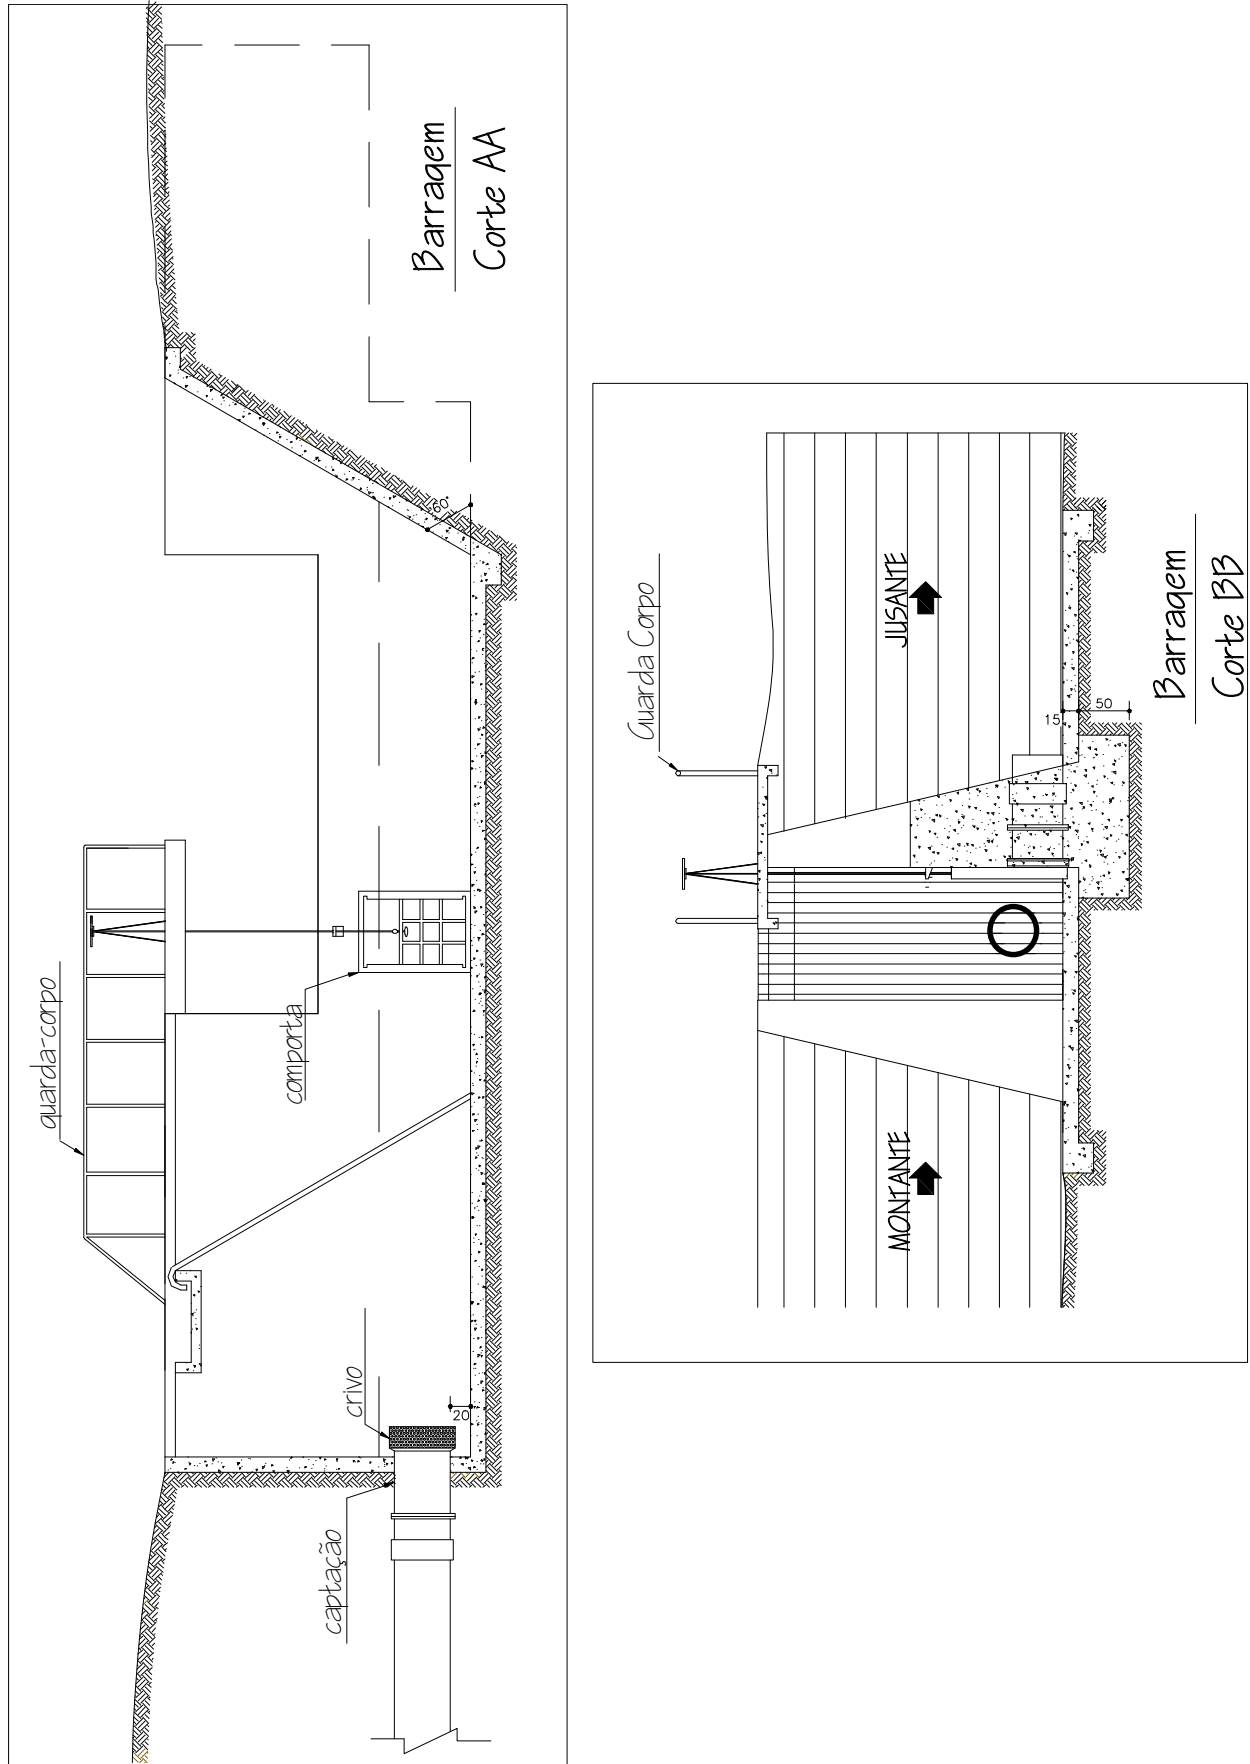 Barragem
Corte AA
guarda-corpo
comporta
60°
crivo
20
captação
Guarda Corpo
JUSANTE
MONTANTE
15
50
Barragem
Corte BB